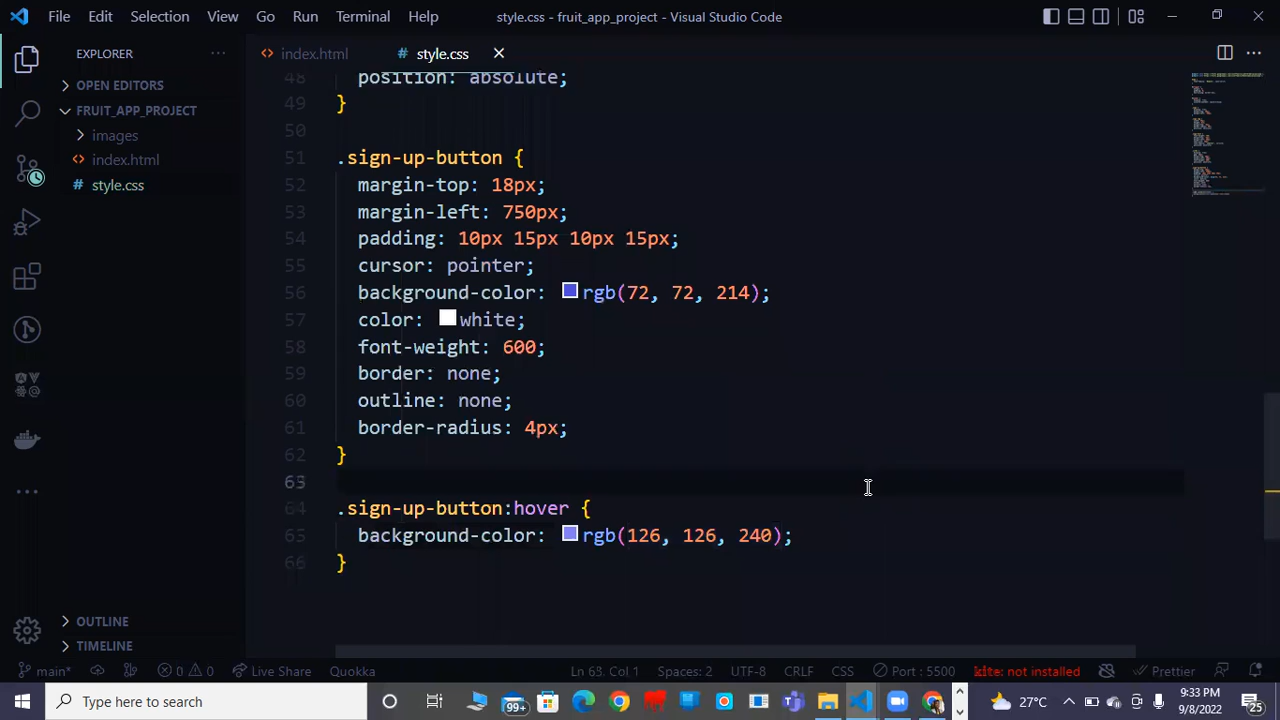 File Edit Selection View Go Run Terminal Help style.css - fruit_app_project - Visual Studio Code
EXPLORER ··· <> index.html # style.css
OPEN EDITORS
FRUIT_APP_PROJECT
images
<> index.html
# style.css
48 position: absolute;
49 }
50
51 .sign-up-button {
52 margin-top: 18px;
53 margin-left: 750px;
54 padding: 10px 15px 10px 15px;
55 cursor: pointer;
56 background-color: rgb(72, 72, 214);
57 color: white;
58 font-weight: 600;
59 border: none;
60 outline: none;
61 border-radius: 4px;
62 }
63
64 .sign-up-button:hover {
65 background-color: rgb(126, 126, 240);
66 }
OUTLINE
TIMELINE
main* 0 0 Live Share Quokka Ln 63, Col 1 Spaces: 2 UTF-8 CRLF CSS Port : 5500 kite: not installed Prettier
Type here to search 99+ 27°C 9:33 PM
9/8/2022 25